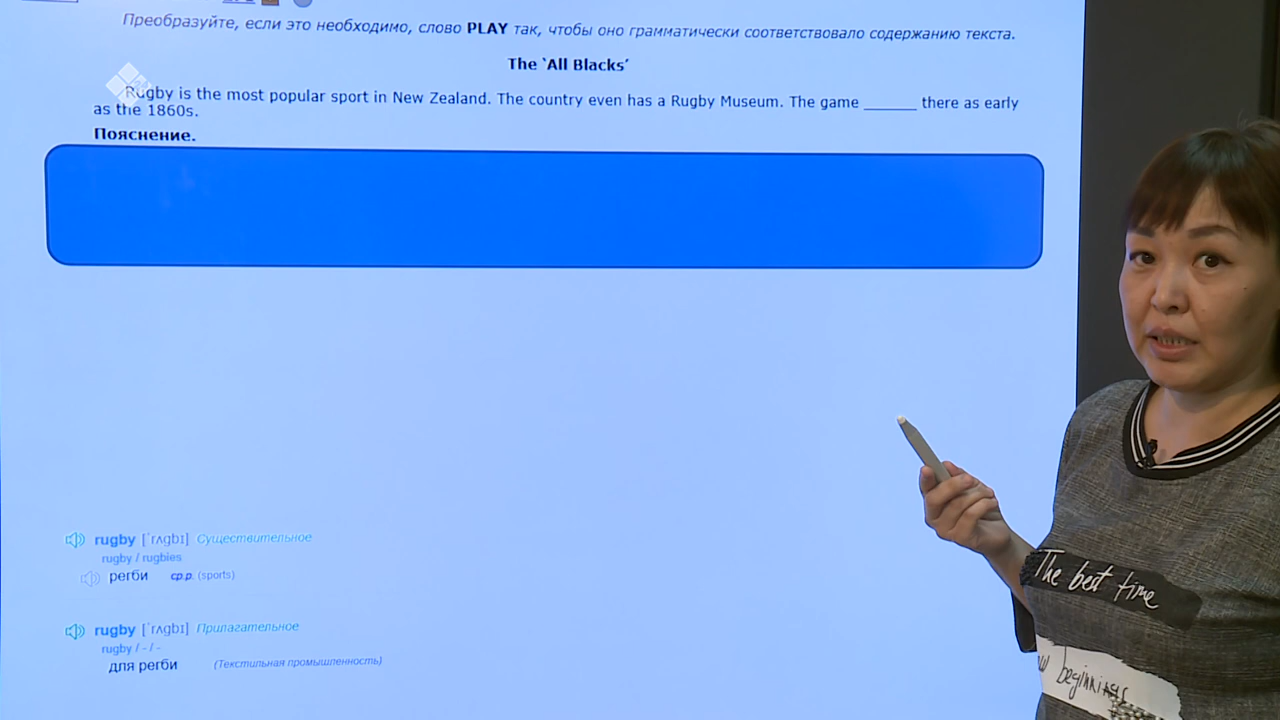 Преобразуйте, если это необходимо, слово PLAY так, чтобы оно грамматически соответствовало содержанию текста.
The ‘All Blacks’
Rugby is the most popular sport in New Zealand. The country even has a Rugby Museum. The game ______ there as early
as the 1860s.
Пояснение.
rugby [ˈrʌgbɪ] Существительное
rugby / rugbies
регби ср.р. (sports)
rugby [ˈrʌgbɪ] Прилагательное
rugby / - / -
для регби (Текстильная промышленность)
The best time
beginnings